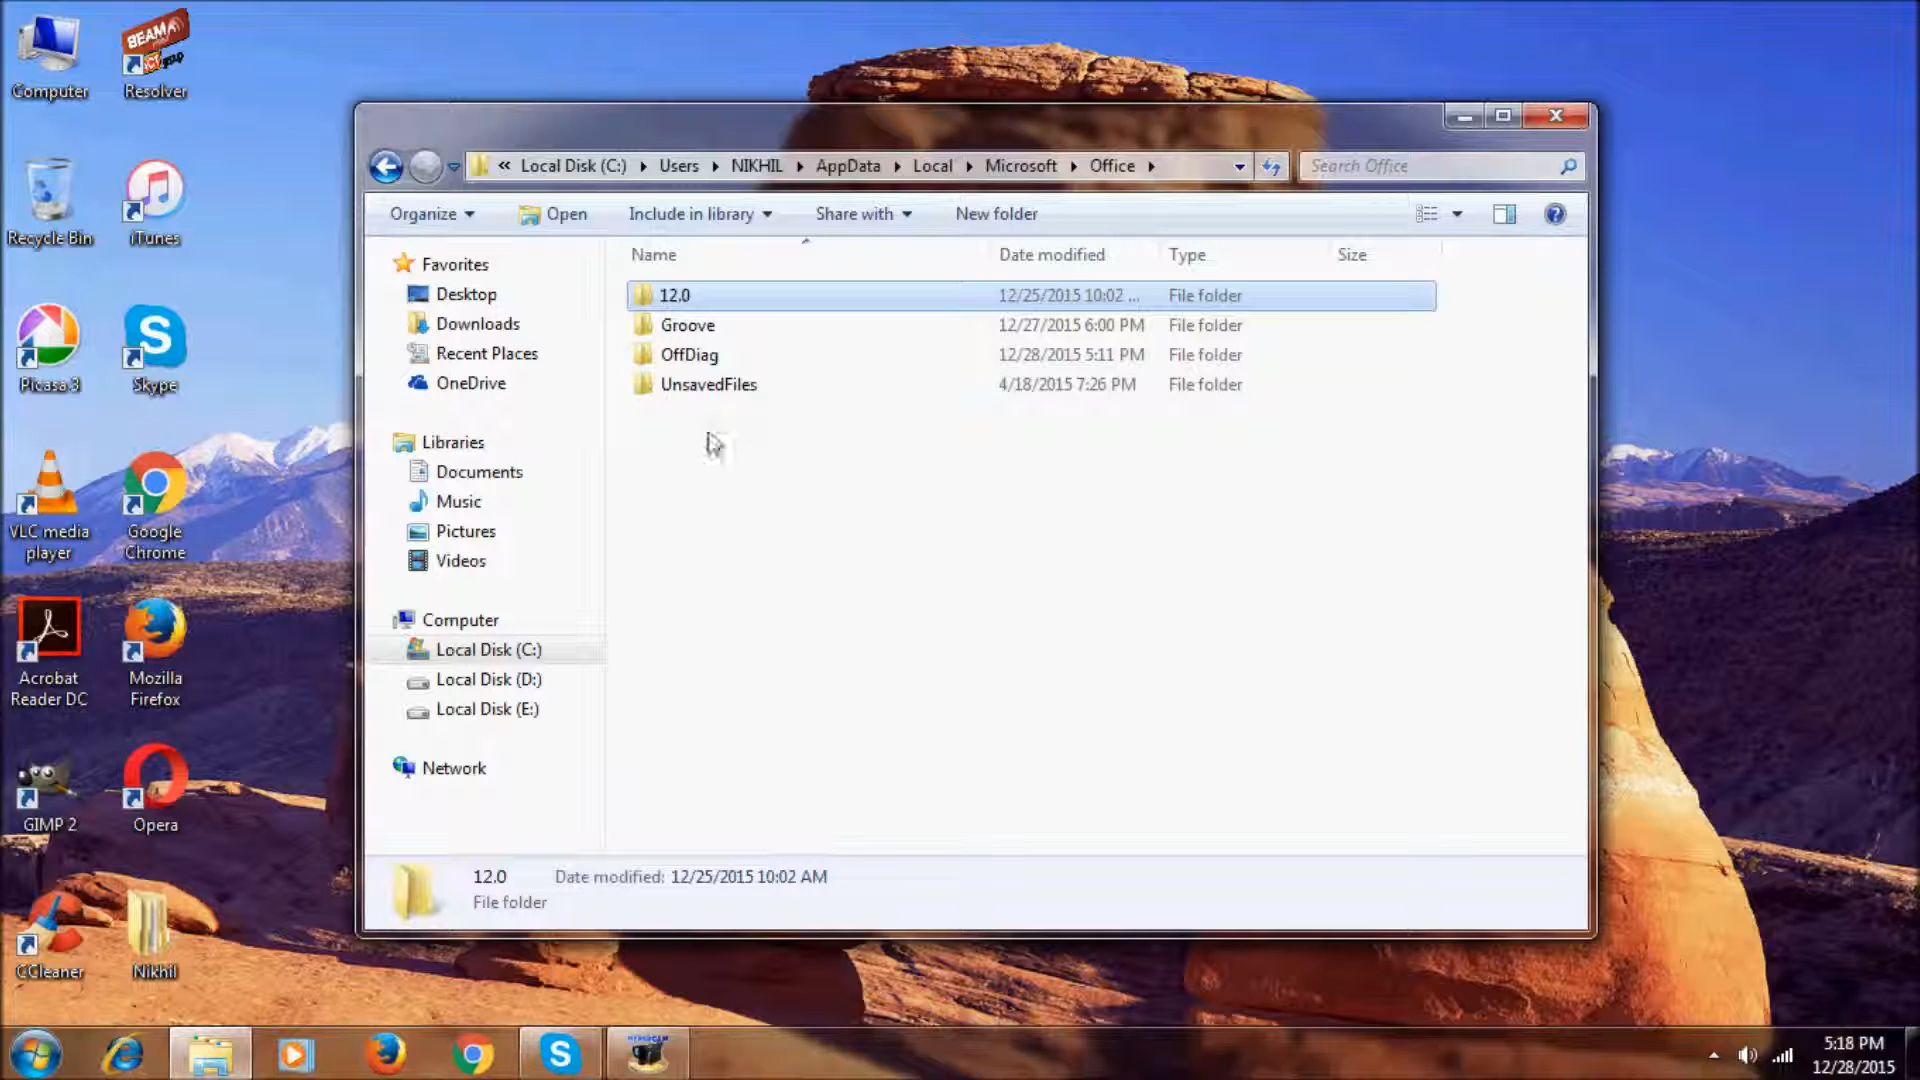 Computer
BEAMA
Resolver
Recycle Bin
iTunes
Picasa 3
Skype
VLC media
player
Google
Chrome
Acrobat
Reader DC
Mozilla
Firefox
GIMP 2
Opera
CCleaner
Nikhil
« Local Disk (C:) Users NIKHIL AppData Local Microsoft Office
Search Office
Organize
Open
Include in library
Share with
New folder
Favorites
Desktop
Downloads
Recent Places
OneDrive
Libraries
Documents
Music
Pictures
Videos
Computer
Local Disk (C:)
Local Disk (D:)
Local Disk (E:)
Network
Name Date modified Type Size
12.0 12/25/2015 10:02 ... File folder
Groove 12/27/2015 6:00 PM File folder
OffDiag 12/28/2015 5:11 PM File folder
UnsavedFiles 4/18/2015 7:26 PM File folder
12.0 Date modified: 12/25/2015 10:02 AM
File folder
5:18 PM
12/28/2015